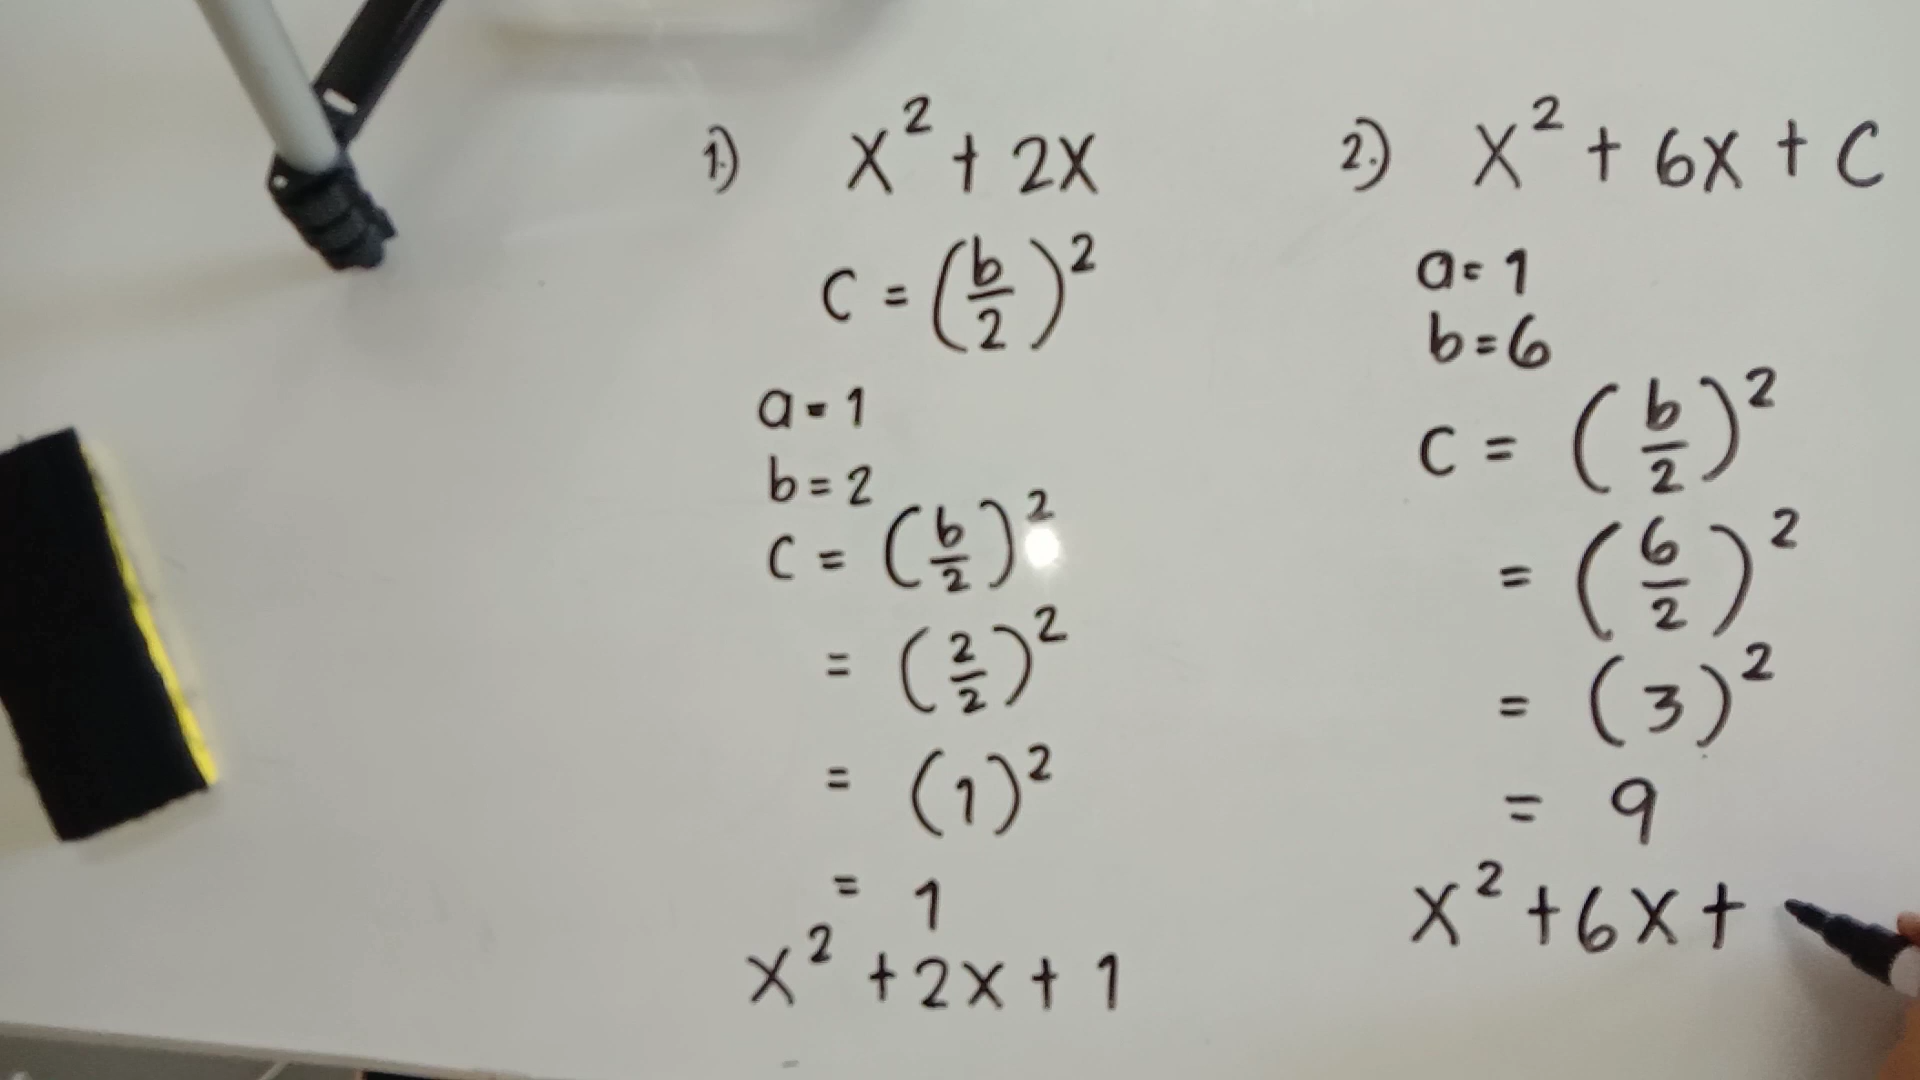 1.) x² + 2x
c = (b/2)²
a = 1
b = 2
c = (b/2)²
= (2/2)²
= (1)²
= 1
x² + 2x + 1
2.) x² + 6x + c
a = 1
b = 6
c = (b/2)²
= (6/2)²
= (3)²
= 9
x² + 6x +